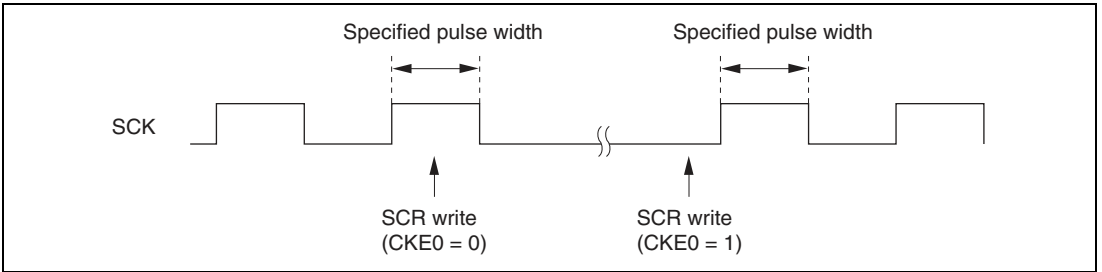 Specified pulse width
Specified pulse width
SCK
SCR write
(CKE0 = 0)
SCR write
(CKE0 = 1)